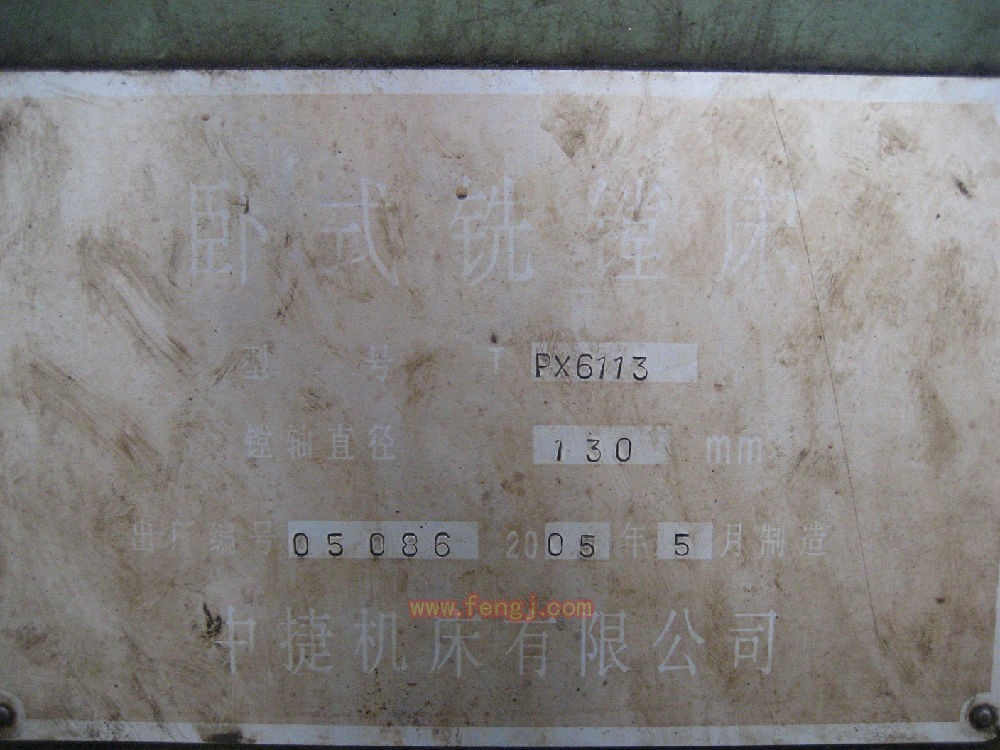 卧式铣镗床
型号 T PX6113
镗轴直径 130 mm
出厂编号 05086 2005年5月制造
www.fengj.com
中捷机床有限公司